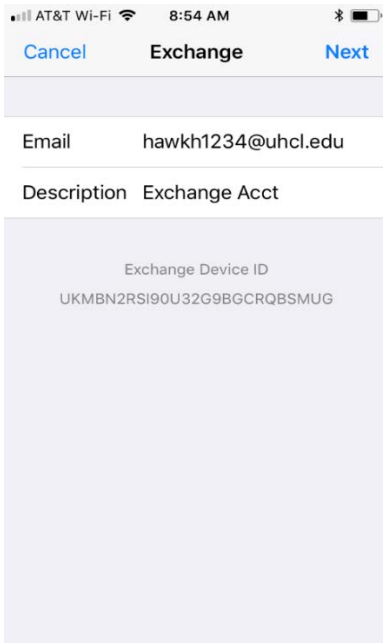 AT&T Wi-Fi 8:54 AM
Cancel Exchange Next
Email hawkh1234@uhcl.edu
Description Exchange Acct
Exchange Device ID
UKMBN2RSI90U32G9BGCRQBSMUG